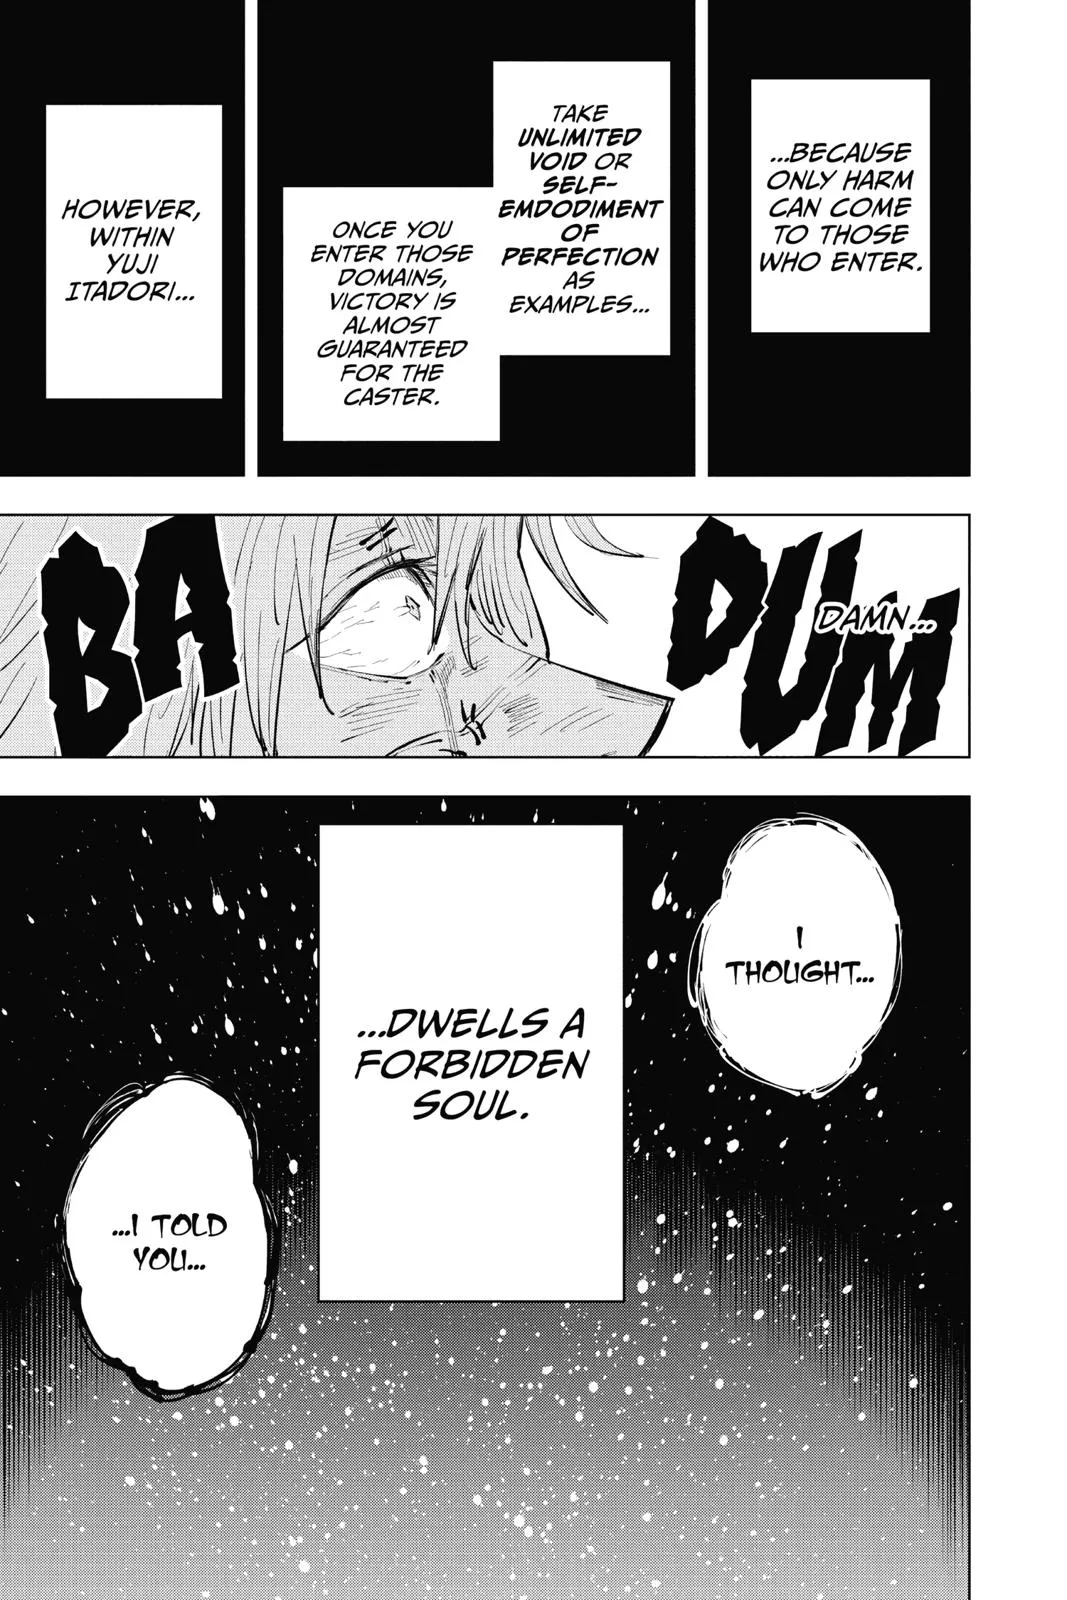 ...BECAUSE
ONLY HARM
CAN COME
TO THOSE
WHO ENTER.
TAKE
UNLIMITED
VOID OR
SELF-
EMDODIMENT
OF
PERFECTION
AS
EXAMPLES...
ONCE YOU
ENTER THOSE
DOMAINS,
VICTORY IS
ALMOST
GUARANTEED
FOR THE
CASTER.
HOWEVER,
WITHIN
YUJI
ITADORI...
DAMN...
BA DUM
I
THOUGHT...
...DWELLS A
FORBIDDEN
SOUL.
...I TOLD
YOU...